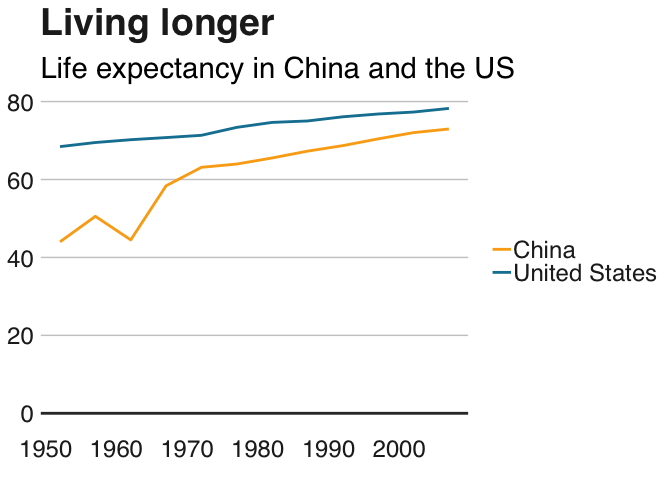 Living longer
Life expectancy in China and the US
80
60
40
20
0
1950 1960 1970 1980 1990 2000
China
United States